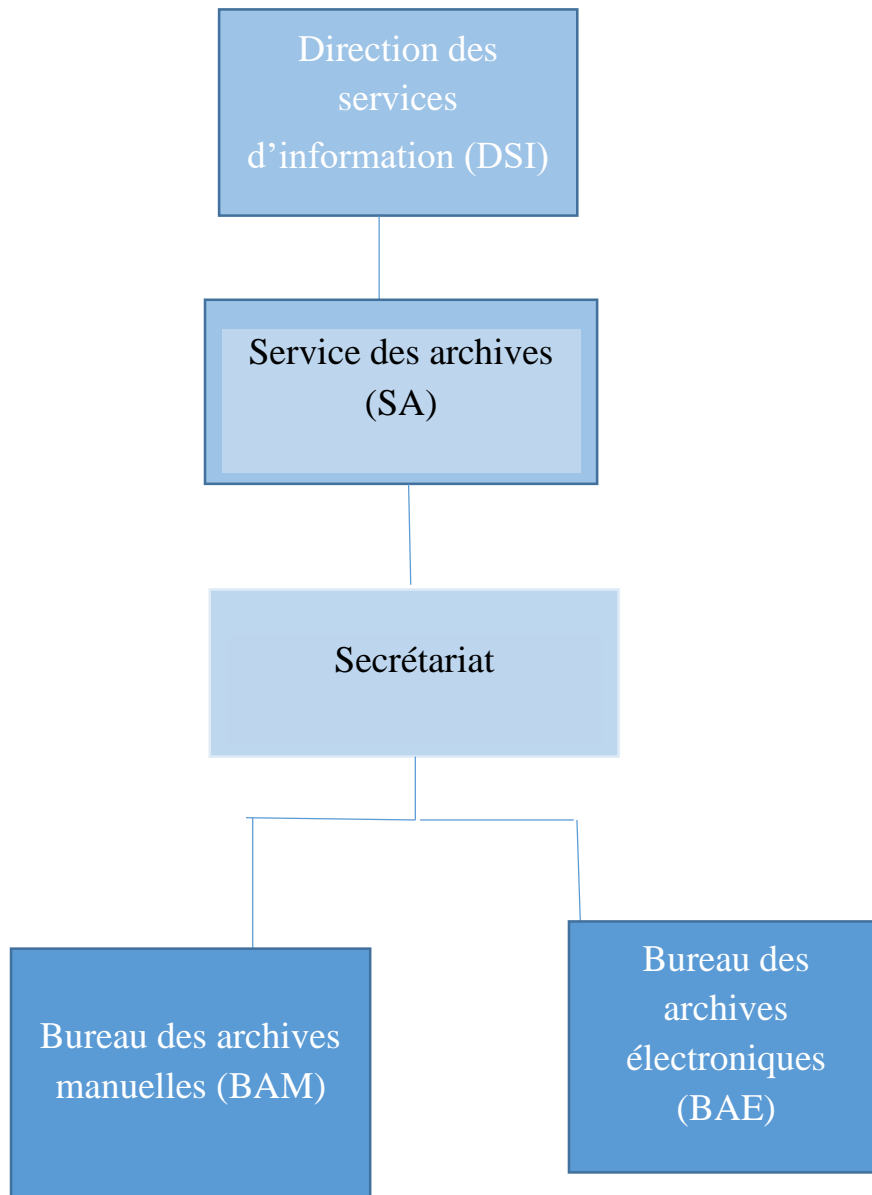 Direction des
services
d’information (DSI)
Service des archives
(SA)
Secrétariat
Bureau des archives
manuelles (BAM)
Bureau des
archives
électroniques
(BAE)